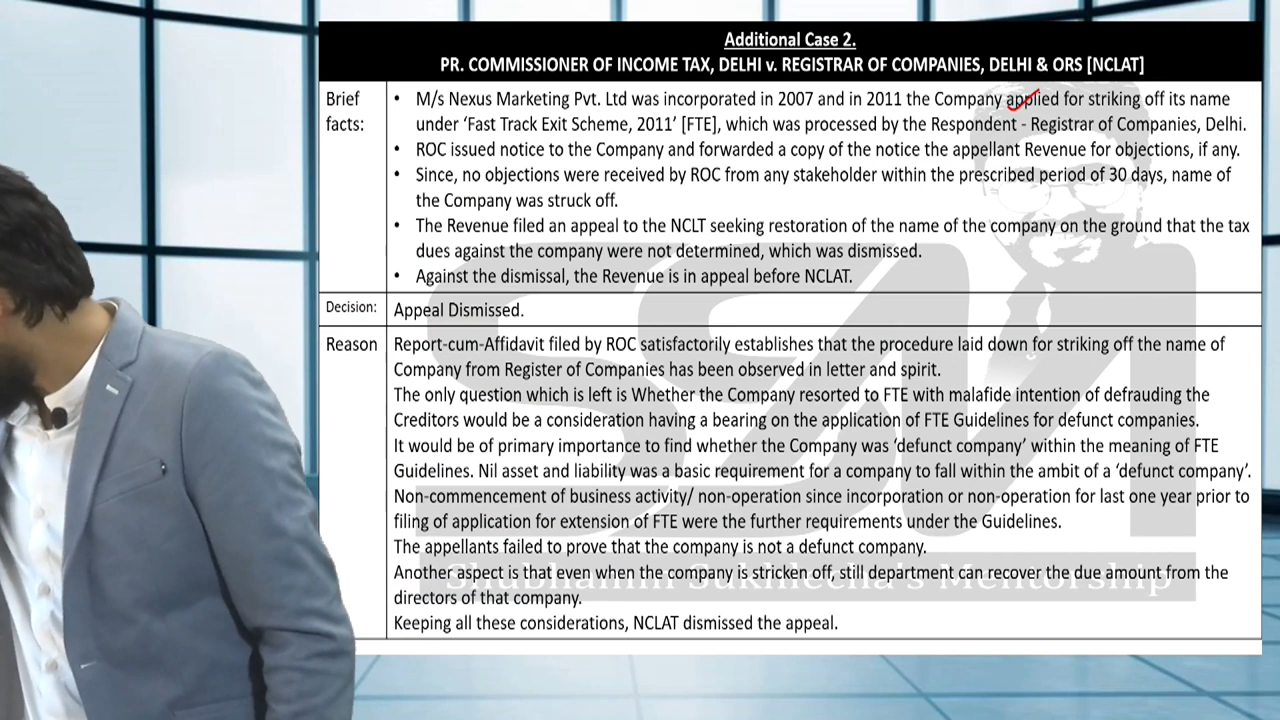 Additional Case 2.
PR. COMMISSIONER OF INCOME TAX, DELHI v. REGISTRAR OF COMPANIES, DELHI & ORS [NCLAT]
Brief facts:
• M/s Nexus Marketing Pvt. Ltd was incorporated in 2007 and in 2011 the Company applied for striking off its name
under ‘Fast Track Exit Scheme, 2011’ [FTE], which was processed by the Respondent - Registrar of Companies, Delhi.
• ROC issued notice to the Company and forwarded a copy of the notice the appellant Revenue for objections, if any.
• Since, no objections were received by ROC from any stakeholder within the prescribed period of 30 days, name of
the Company was struck off.
• The Revenue filed an appeal to the NCLT seeking restoration of the name of the company on the ground that the tax
dues against the company were not determined, which was dismissed.
• Against the dismissal, the Revenue is in appeal before NCLAT.
Decision:
Appeal Dismissed.
Reason
Report-cum-Affidavit filed by ROC satisfactorily establishes that the procedure laid down for striking off the name of
Company from Register of Companies has been observed in letter and spirit.
The only question which is left is Whether the Company resorted to FTE with malafide intention of defrauding the
Creditors would be a consideration having a bearing on the application of FTE Guidelines for defunct companies.
It would be of primary importance to find whether the Company was ‘defunct company’ within the meaning of FTE
Guidelines. Nil asset and liability was a basic requirement for a company to fall within the ambit of a ‘defunct company’.
Non-commencement of business activity/ non-operation since incorporation or non-operation for last one year prior to
filing of application for extension of FTE were the further requirements under the Guidelines.
The appellants failed to prove that the company is not a defunct company.
Another aspect is that even when the company is stricken off, still department can recover the due amount from the
directors of that company.
Keeping all these considerations, NCLAT dismissed the appeal.
SSM
Shubhamm Sukhlecha's Mentorship